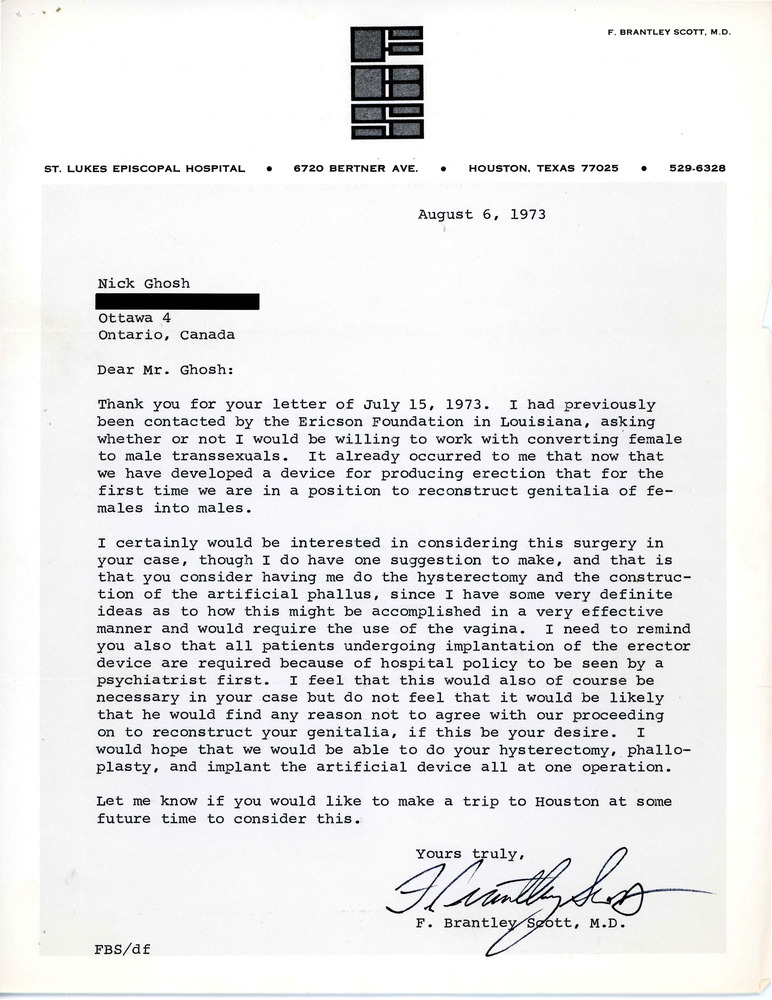 F. BRANTLEY SCOTT, M.D.
ST. LUKES EPISCOPAL HOSPITAL • 6720 BERTNER AVE. • HOUSTON, TEXAS 77025 • 529-6328
August 6, 1973
Nick Ghosh
Ottawa 4
Ontario, Canada
Dear Mr. Ghosh:
Thank you for your letter of July 15, 1973. I had previously
been contacted by the Ericson Foundation in Louisiana, asking
whether or not I would be willing to work with converting female
to male transsexuals. It already occurred to me that now that
we have developed a device for producing erection that for the
first time we are in a position to reconstruct genitalia of fe-
males into males.
I certainly would be interested in considering this surgery in
your case, though I do have one suggestion to make, and that is
that you consider having me do the hysterectomy and the construc-
tion of the artificial phallus, since I have some very definite
ideas as to how this might be accomplished in a very effective
manner and would require the use of the vagina. I need to remind
you also that all patients undergoing implantation of the erector
device are required because of hospital policy to be seen by a
psychiatrist first. I feel that this would also of course be
necessary in your case but do not feel that it would be likely
that he would find any reason not to agree with our proceeding
on to reconstruct your genitalia, if this be your desire. I
would hope that we would be able to do your hysterectomy, phallo-
plasty, and implant the artificial device all at one operation.
Let me know if you would like to make a trip to Houston at some
future time to consider this.
Yours truly,
F. Brantley Scott
F. Brantley Scott, M.D.
FBS/df